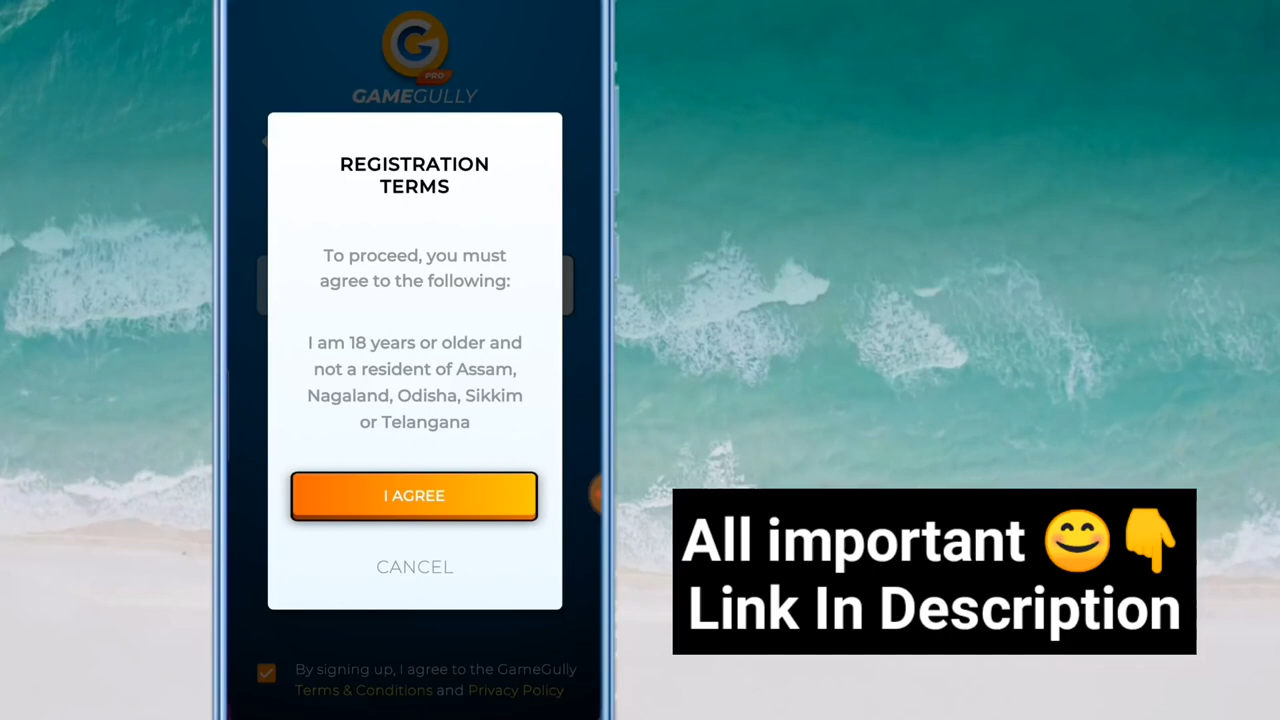 G
PRO
GAMEGULLY
REGISTRATION
TERMS
To proceed, you must
agree to the following:
I am 18 years or older and
not a resident of Assam,
Nagaland, Odisha, Sikkim
or Telangana
I AGREE
CANCEL
By signing up, I agree to the GameGully
Terms & Conditions and Privacy Policy
All important 😊👇
Link In Description